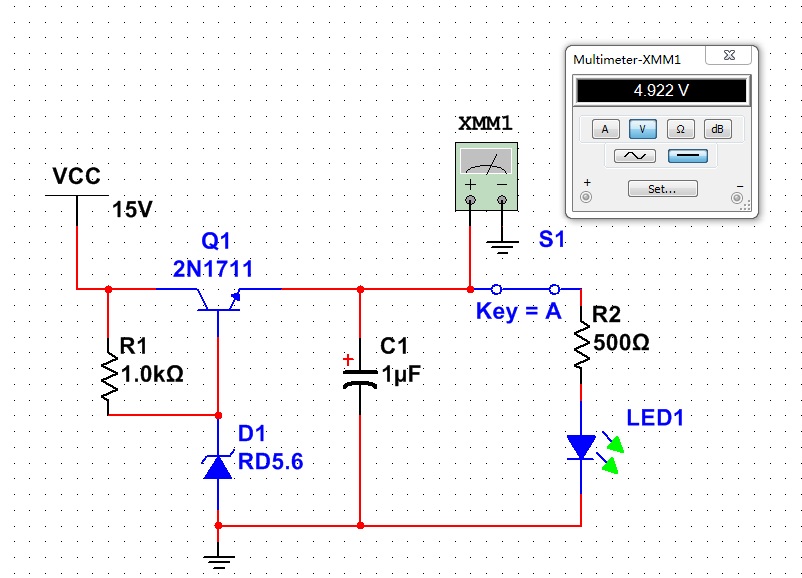 Multimeter-XMM1
4.922 V
A V Ω dB
+ Set... −
XMM1
+ −
VCC
15V
Q1
2N1711
S1
Key = A
R1
1.0kΩ
C1
+
1µF
R2
500Ω
D1
RD5.6
LED1